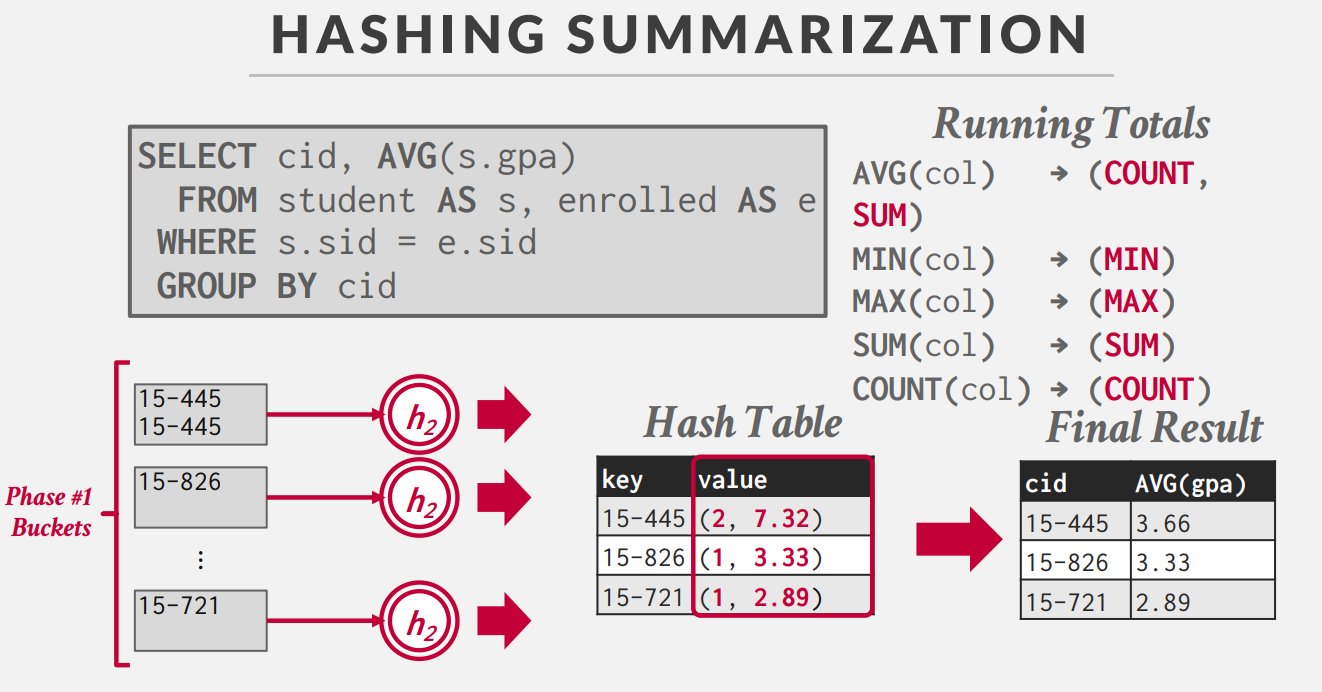 HASHING SUMMARIZATION
SELECT cid, AVG(s.gpa)
FROM student AS s, enrolled AS e
WHERE s.sid = e.sid
GROUP BY cid
Running Totals
AVG(col) → (COUNT,
SUM)
MIN(col) → (MIN)
MAX(col) → (MAX)
SUM(col) → (SUM)
COUNT(col) → (COUNT)
Phase #1
Buckets
15-445
15-445
h2
15-826
h2
⋮
15-721
h2
Hash Table
key value
15-445 (2, 7.32)
15-826 (1, 3.33)
15-721 (1, 2.89)
Final Result
cid AVG(gpa)
15-445 3.66
15-826 3.33
15-721 2.89